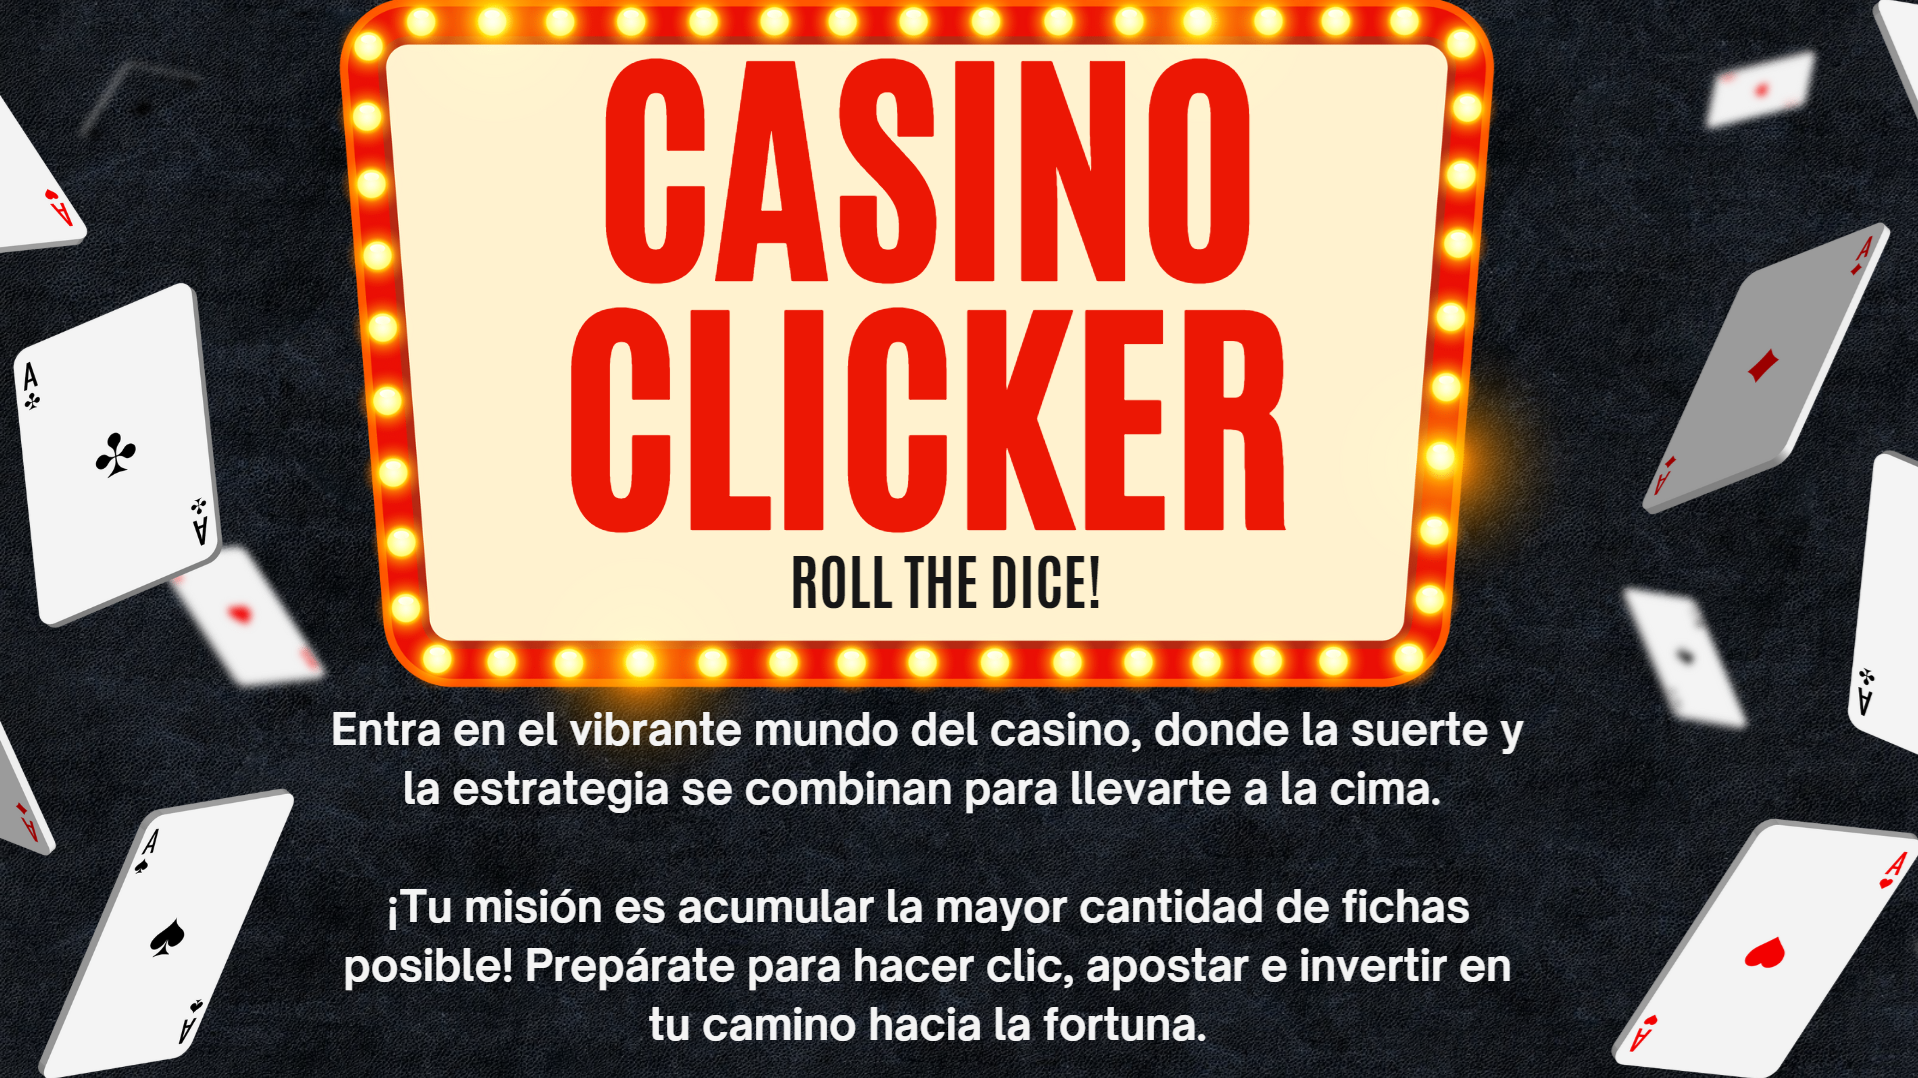 CASINO
CLICKER
ROLL THE DICE!
Entra en el vibrante mundo del casino, donde la suerte y
la estrategia se combinan para llevarte a la cima.
¡Tu misión es acumular la mayor cantidad de fichas
posible! Prepárate para hacer clic, apostar e invertir en
tu camino hacia la fortuna.
A
A
A
A
A
A
A
A
A
A
A